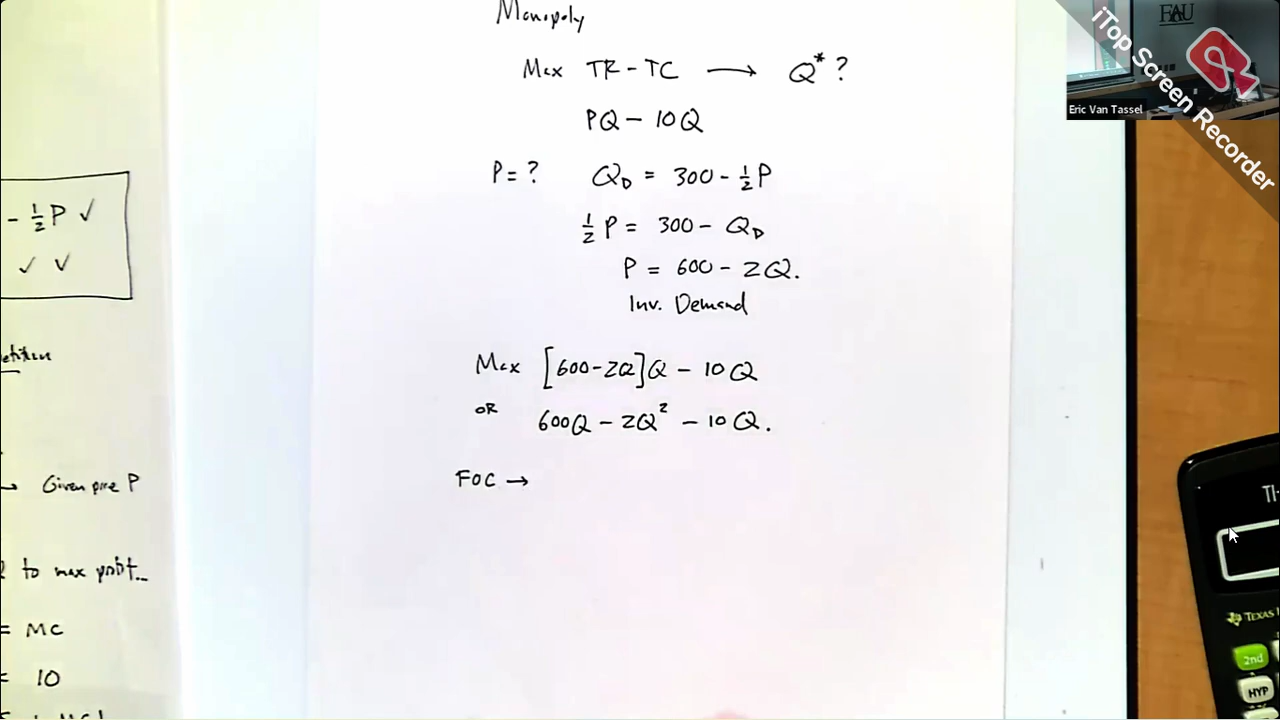 Monopoly
Max TR - TC ⟶ Q* ?
PQ - 10Q
P = ? Q_D = 300 - ½P
½ P = 300 - Q_D
P = 600 - 2Q.
Inv. Demand
Max [600-2Q]Q - 10Q
OR 600Q - 2Q² - 10Q.
FOC →
- ½P ✓
✓ ✓
→ Given price P
to max profit...
= MC
= 10
FAU
Eric Van Tassel
iTop Screen Recorder
TEXAS
2nd
HYP